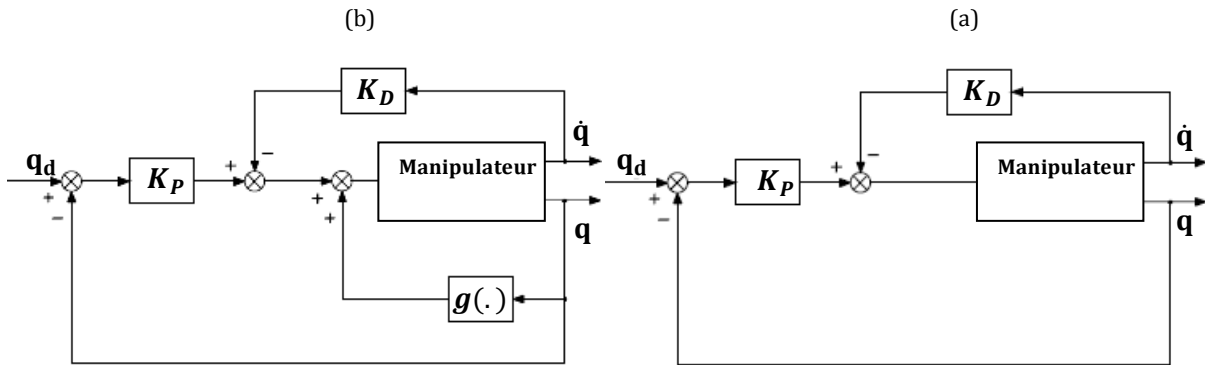 (b)
K_D
q̇
Manipulateur
q_d
K_P
+
−
+
−
+
+
q
g(.)
(a)
K_D
q̇
Manipulateur
q_d
K_P
+
−
+
−
q